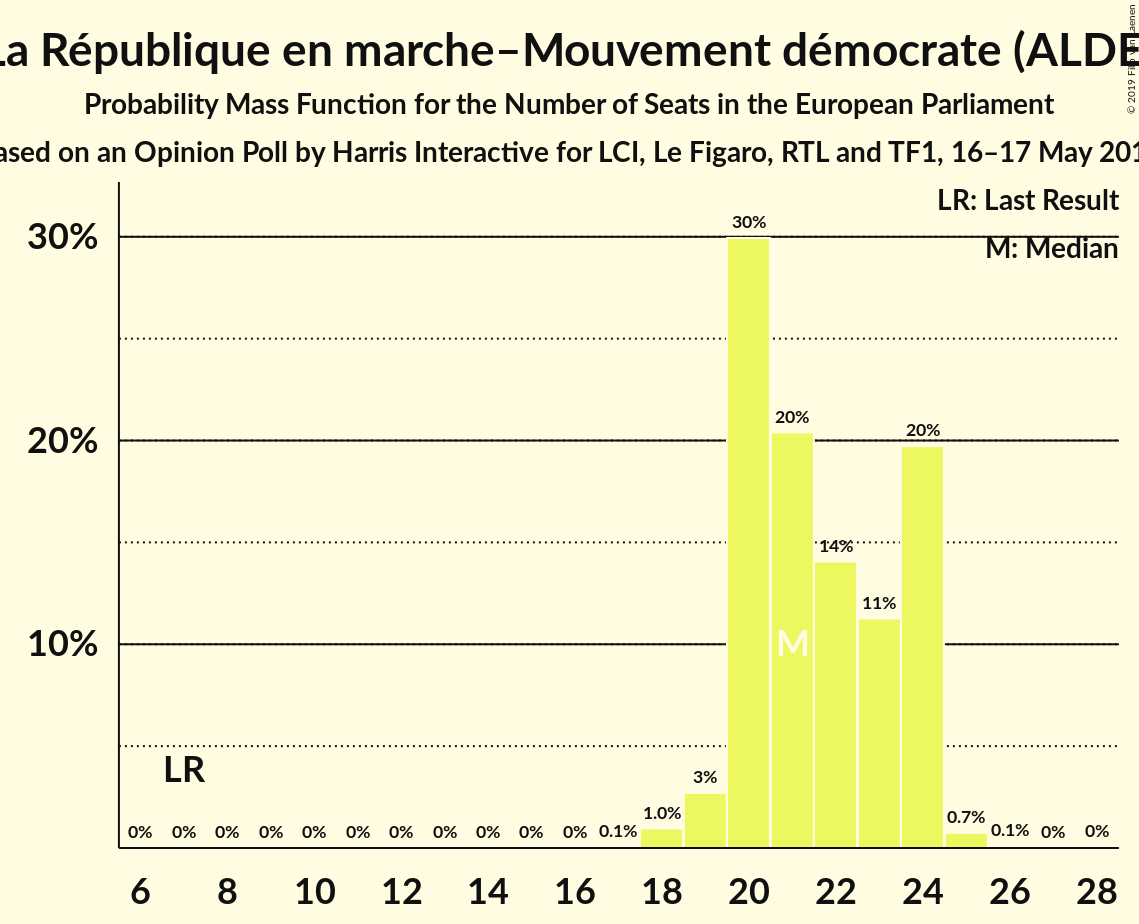 La République en marche–Mouvement démocrate (ALDE
Probability Mass Function for the Number of Seats in the European Parliament
ased on an Opinion Poll by Harris Interactive for LCI, Le Figaro, RTL and TF1, 16–17 May 201
© 2019
LR: Last Result
M: Median
30%
20%
10%
30%
20%
20%
14%
11%
M
LR
3%
1.0%
0.7%
0% 0% 0% 0% 0% 0% 0% 0% 0% 0% 0% 0.1% 0.1% 0% 0%
6 8 10 12 14 16 18 20 22 24 26 28